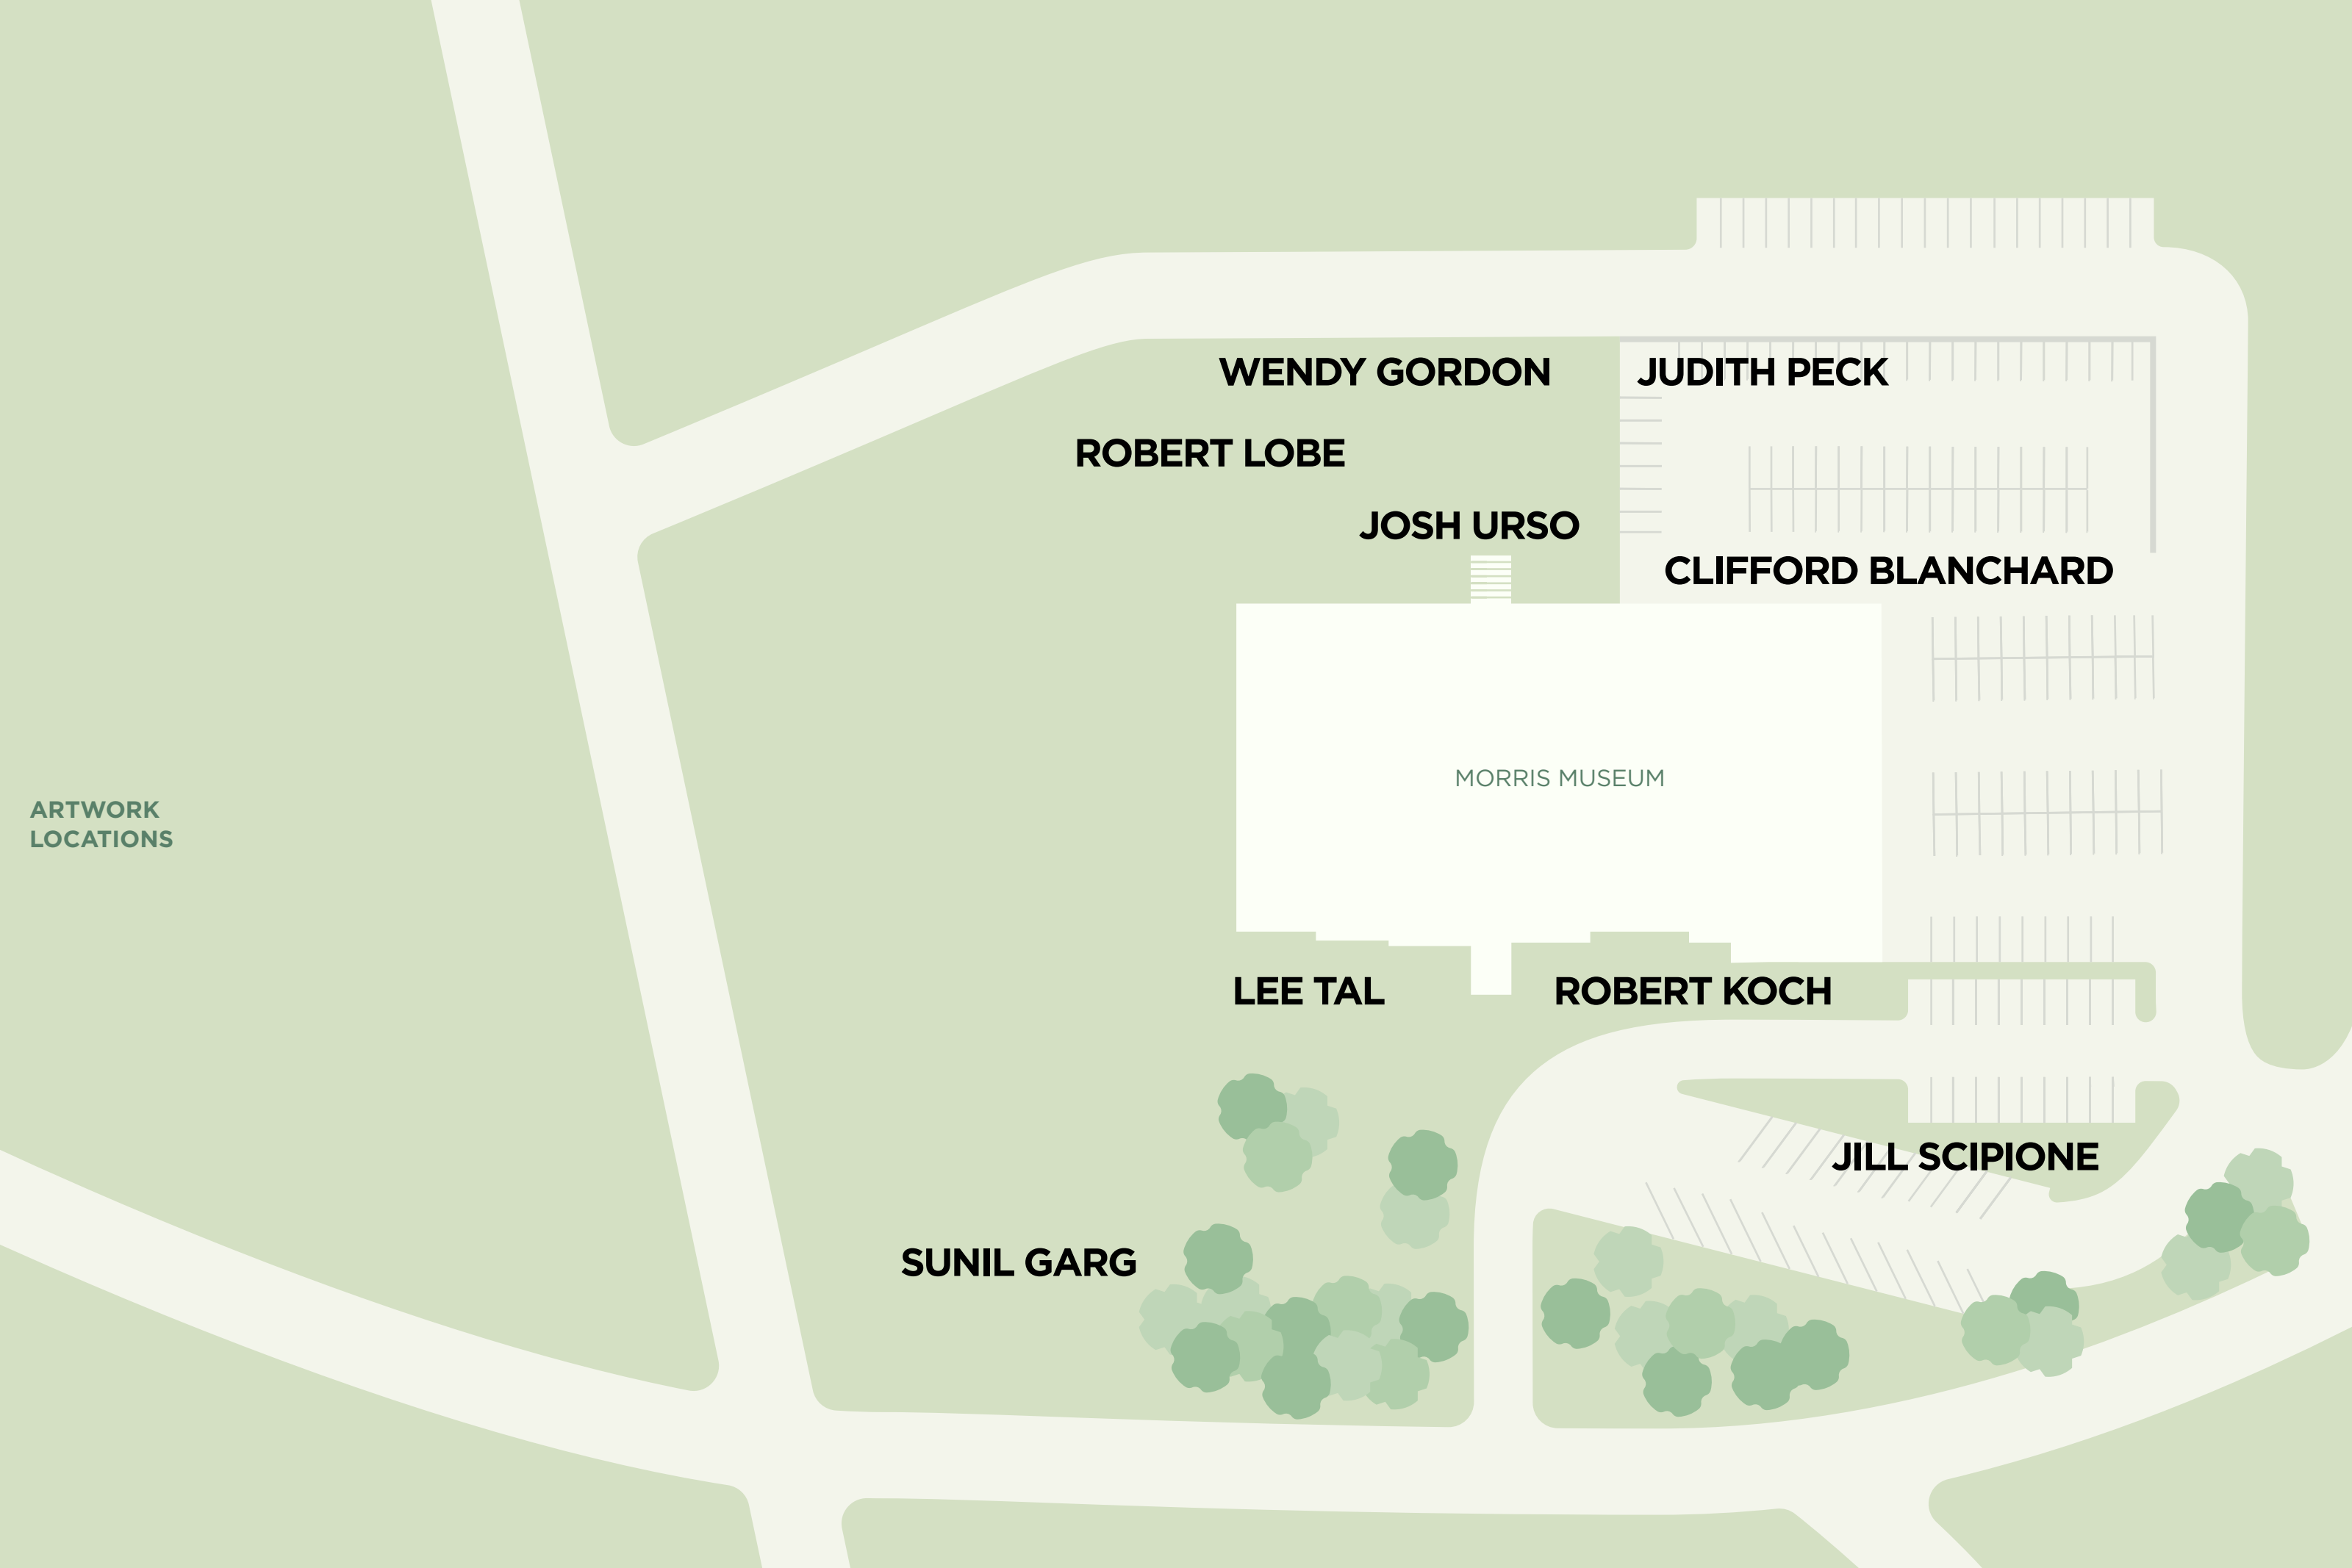 WENDY GORDON
JUDITH PECK
ROBERT LOBE
JOSH URSO
CLIFFORD BLANCHARD
MORRIS MUSEUM
ARTWORK
LOCATIONS
LEE TAL
ROBERT KOCH
JILL SCIPIONE
SUNIL GARG